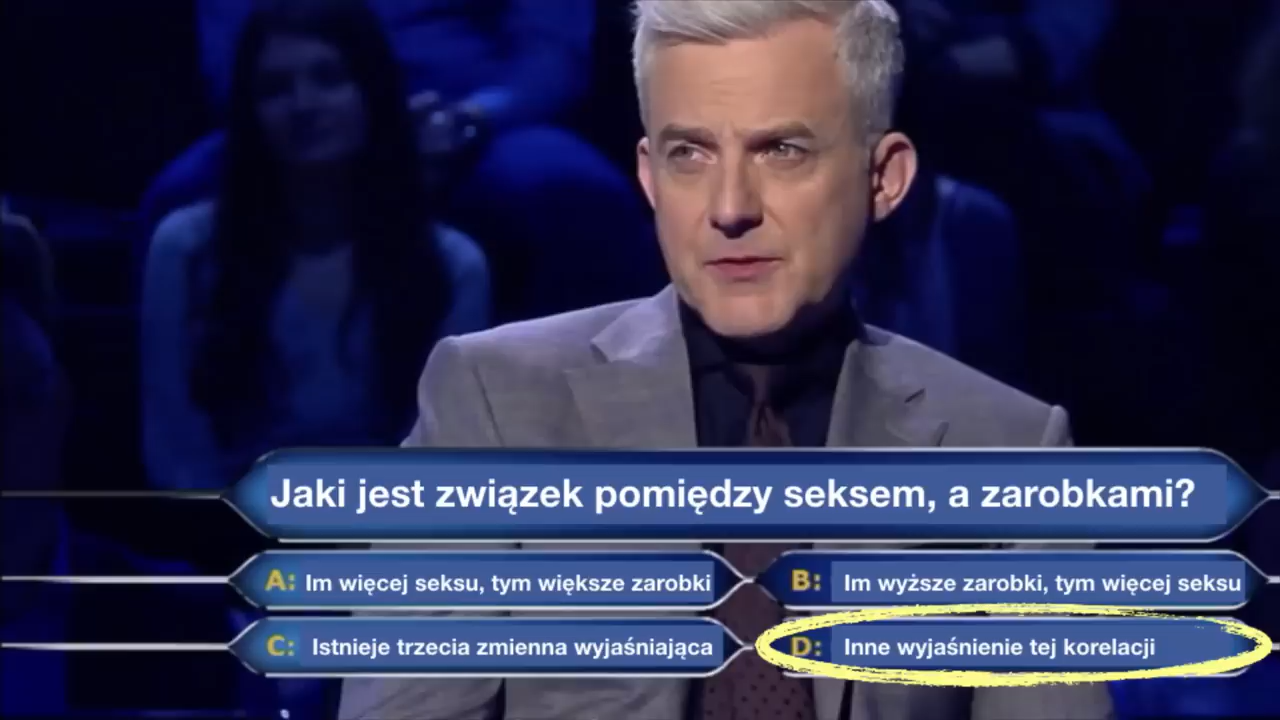 Jaki jest związek pomiędzy seksem, a zarobkami?
A: Im więcej seksu, tym większe zarobki
B: Im wyższe zarobki, tym więcej seksu
C: Istnieje trzecia zmienna wyjaśniająca
D: Inne wyjaśnienie tej korelacji